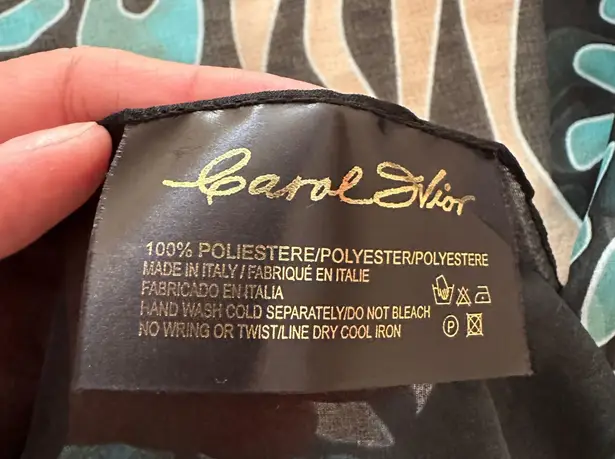 Carol Dior
100% POLIESTERE/POLYESTER/POLYESTERE
MADE IN ITALY / FABRIQUÉ EN ITALIE
FABRICADO EN ITALIA
HAND WASH COLD SEPARATELY/DO NOT BLEACH
NO WRING OR TWIST/LINE DRY COOL IRON
P